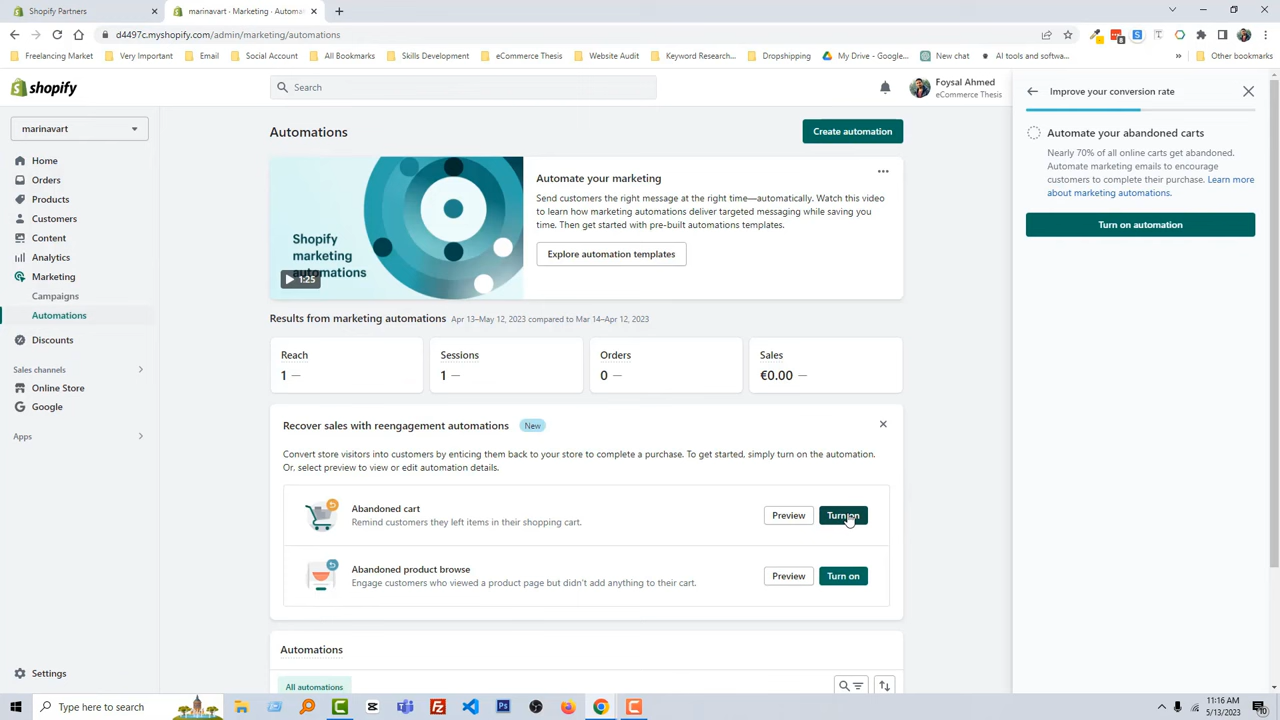 Shopify Partners
marinavart - Marketing - Automat
d4497c.myshopify.com/admin/marketing/automations
Freelancing Market
Very Important
Email
Social Account
All Bookmarks
Skills Development
eCommerce Thesis
Website Audit
Keyword Research...
Dropshipping
My Drive - Google...
New chat
AI tools and softwa...
Other bookmarks
shopify
Search
Foysal Ahmed
eCommerce Thesis
marinavart
Home
Orders
Products
Customers
Content
Analytics
Marketing
Campaigns
Automations
Discounts
Sales channels
Online Store
Google
Apps
Settings
Automations
Create automation
Shopify
marketing
automations
1:25
Automate your marketing
Send customers the right message at the right time—automatically. Watch this video
to learn how marketing automations deliver targeted messaging while saving you
time. Then get started with pre-built automations templates.
Explore automation templates
Results from marketing automations Apr 13–May 12, 2023 compared to Mar 14–Apr 12, 2023
Reach
1 —
Sessions
1 —
Orders
0 —
Sales
€0.00 —
Recover sales with reengagement automations New
Convert store visitors into customers by enticing them back to your store to complete a purchase. To get started, simply turn on the automation.
Or, select preview to view or edit automation details.
Abandoned cart
Remind customers they left items in their shopping cart.
Preview
Turn on
Abandoned product browse
Engage customers who viewed a product page but didn't add anything to their cart.
Preview
Turn on
Automations
All automations
Improve your conversion rate
Automate your abandoned carts
Nearly 70% of all online carts get abandoned.
Automate marketing emails to encourage
customers to complete their purchase. Learn more
about marketing automations.
Turn on automation
Type here to search
11:16 AM
5/13/2023
10